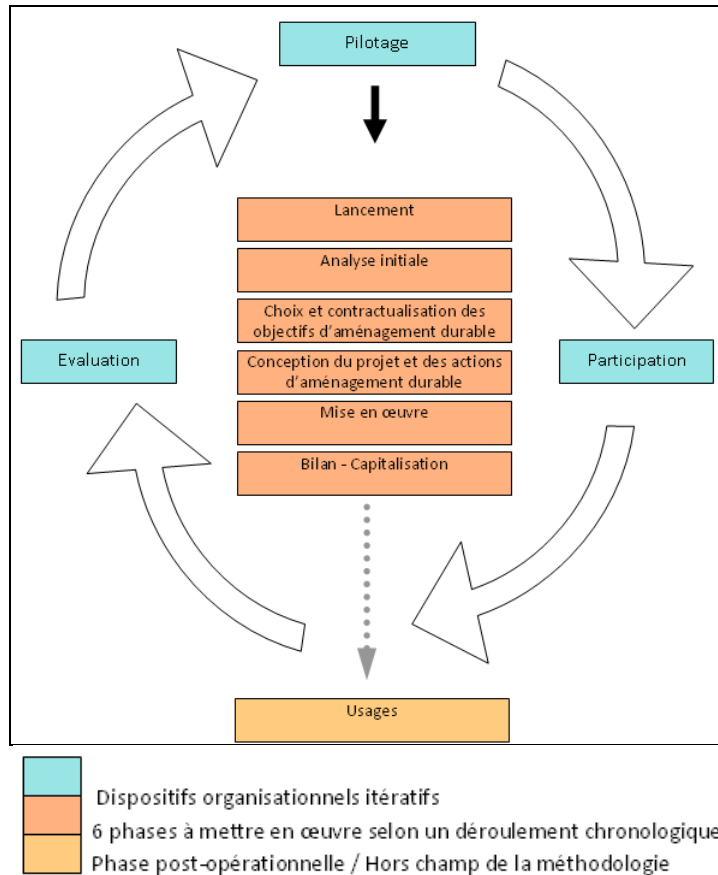 Pilotage
Lancement
Analyse initiale
Choix et contractualisation des
objectifs d'aménagement durable
Evaluation
Conception du projet et des actions
d'aménagement durable
Participation
Mise en œuvre
Bilan - Capitalisation
Usages
Dispositifs organisationnels itératifs
6 phases à mettre en œuvre selon un déroulement chronologique
Phase post-opérationnelle / Hors champ de la méthodologie